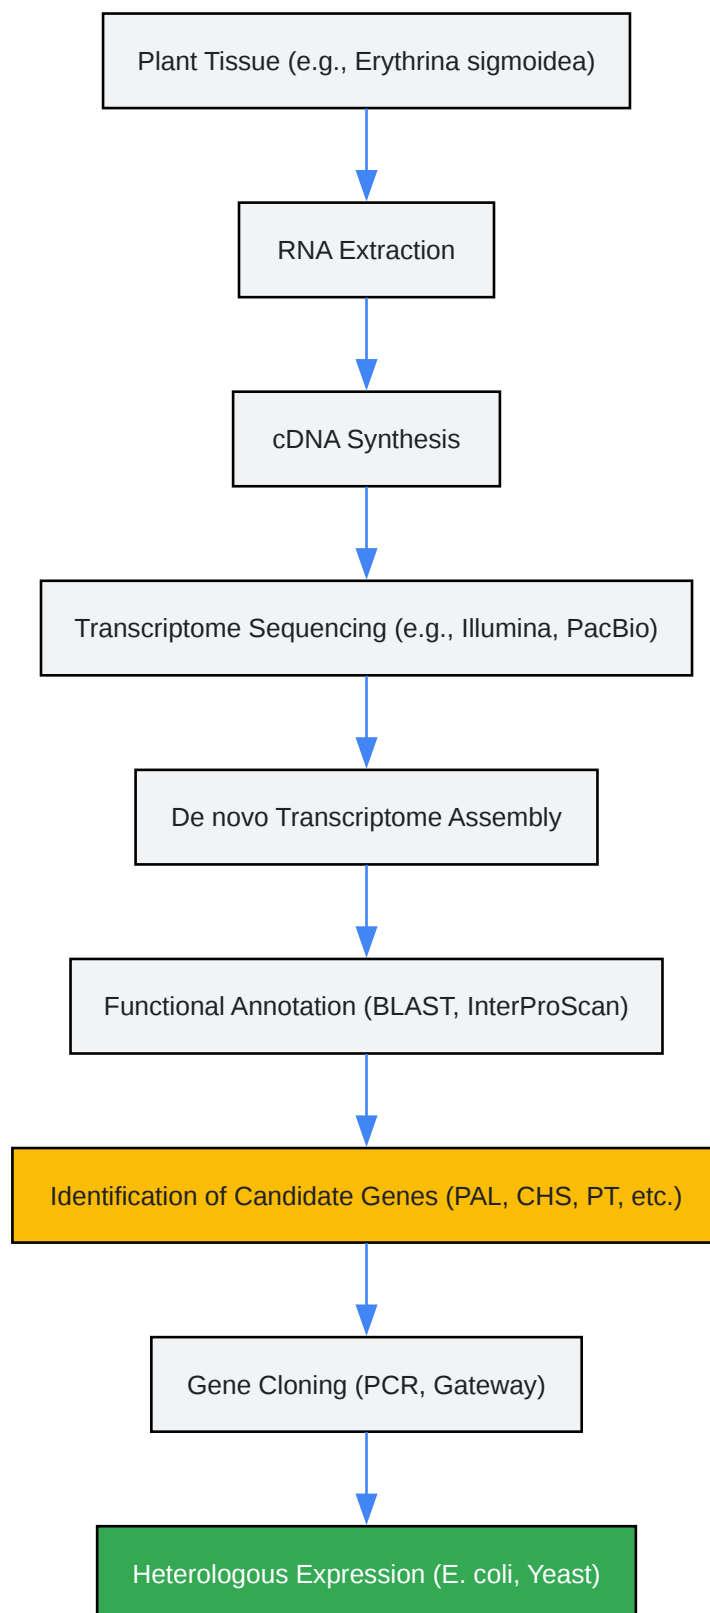 Plant Tissue (e.g., Erythrina sigmoidea)
RNA Extraction
cDNA Synthesis
Transcriptome Sequencing (e.g., Illumina, PacBio)
De novo Transcriptome Assembly
Functional Annotation (BLAST, InterProScan)
Identification of Candidate Genes (PAL, CHS, PT, etc.)
Gene Cloning (PCR, Gateway)
Heterologous Expression (E. coli, Yeast)